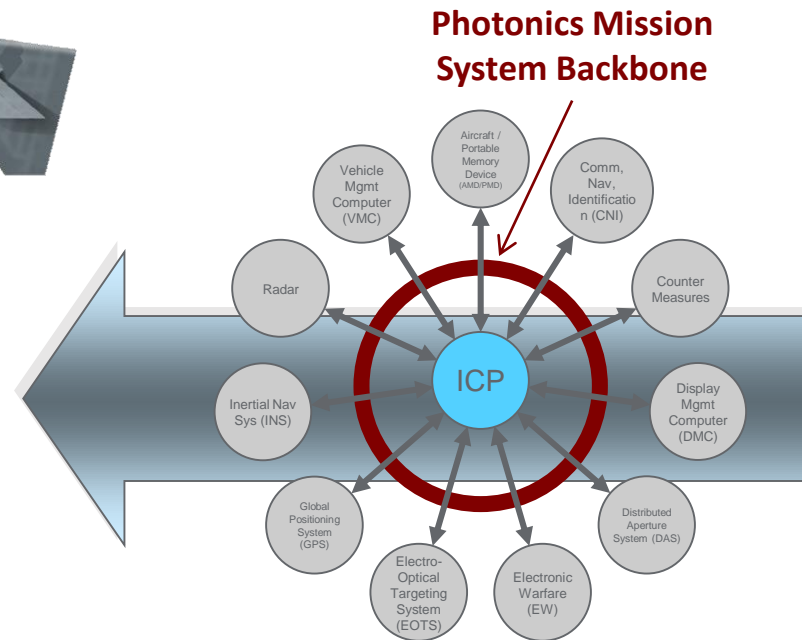 Photonics Mission
System Backbone
Aircraft /
Portable
Memory
Device
(AMD/PMD)
Vehicle
Mgmt
Computer
(VMC)
Comm,
Nav,
Identificatio
n (CNI)
Radar
Counter
Measures
ICP
Inertial Nav
Sys (INS)
Display
Mgmt
Computer
(DMC)
Global
Positioning
System
(GPS)
Distributed
Aperture
System (DAS)
Electro-
Optical
Targeting
System
(EOTS)
Electronic
Warfare
(EW)